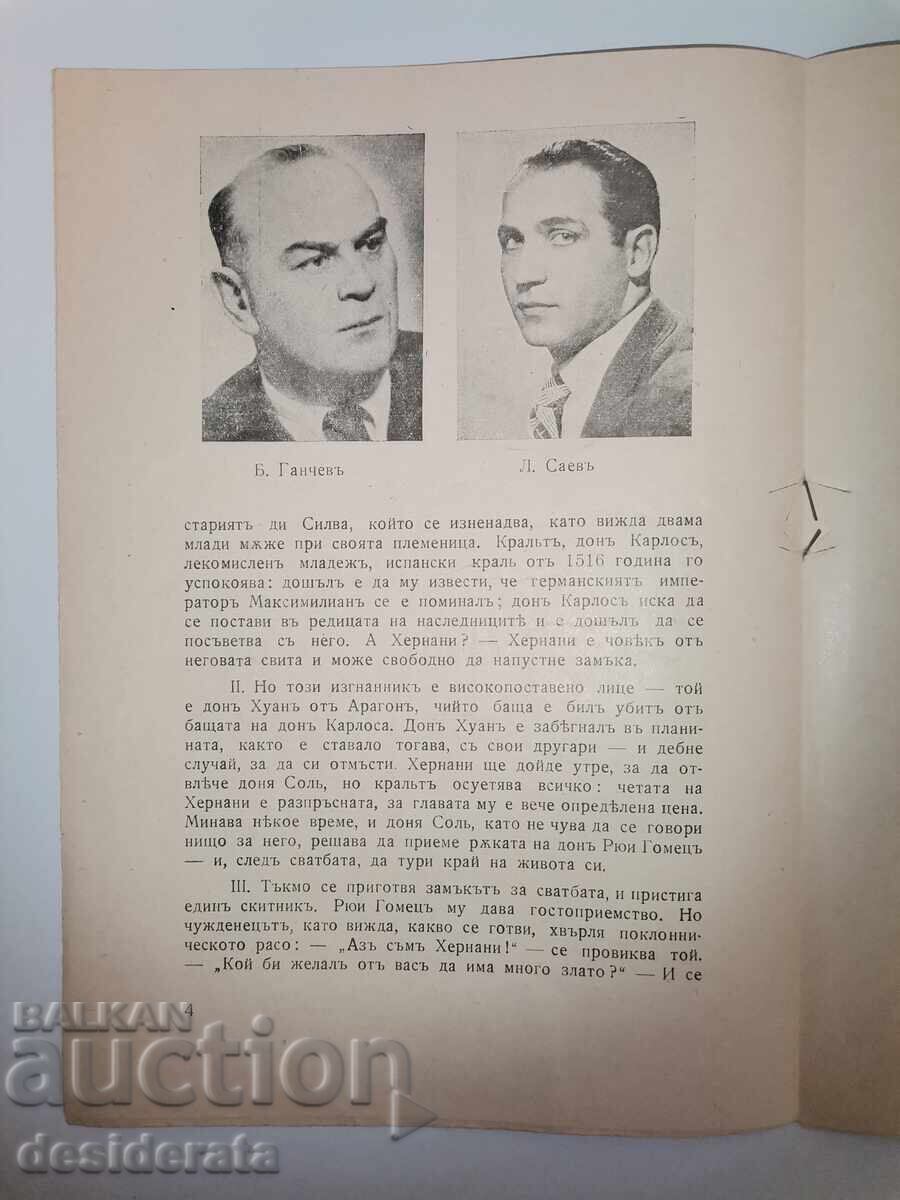 Б. Ганчевъ
Л. Саевъ
стариятъ ди Силва, който се изненадва, като вижда двама
млади мѫже при своята племеница. Кральтъ, донъ Карлосъ,
лекомисленъ младежъ, испански краль отъ 1516 година го
успокоява: дошълъ е да му извести, че германскиятъ импе-
раторъ Максимилианъ се е поминалъ; донъ Карлосъ иска да
се постави въ редицата на наследницитѣ и е дошълъ да се
посъветва съ него. А Хернани? — Хернани е човѣкъ отъ
неговата свита и може свободно да напустне замъка.
II. Но този изгнанникъ е високопоставено лице — той
е донъ Хуанъ от Арагонъ, чийто баща е билъ убитъ отъ
бащата на донъ Карлоса. Донъ Хуанъ е забѣгналъ въ плани-
ната, както е ставало тогава, съ свои другари — и дебне
случай, за да си отмъсти. Хернани ще дойде утре, за да от-
влѣче доня Соль, но кральтъ осуетява всичко: четата на
Хернани е разпръсната, за главата му е вече опредѣлена цена.
Минава нѣкое време, и доня Соль, като не чува да се говори
нищо за него, решава да приеме рѫката на донъ Рюи Гомецъ
— и, следъ сватбата, да тури край на живота си.
III. Тъкмо се приготвя замъкътъ за сватбата, и пристига
единъ скитникъ. Рюи Гомецъ му дава гостоприемство. Но
чужденецътъ, като вижда, какво се готви, хвърля поклонни-
ческото расо: — „Азъ съмъ Хернани!“ — се провиква той.
— „Кой би желалъ отъ васъ да има много злато?“ — И се
4
BALKAN
auction
desiderata